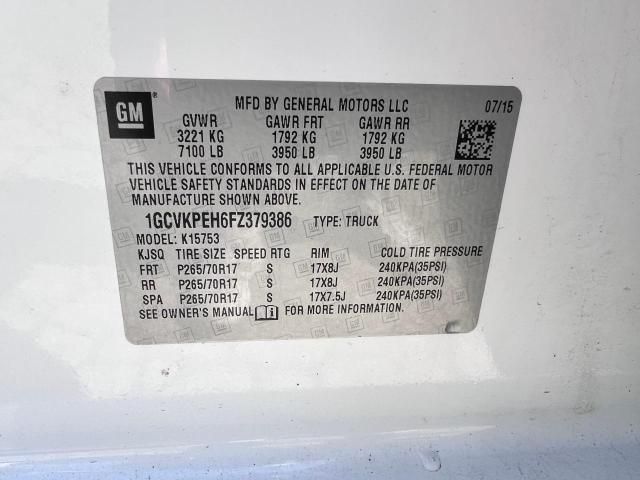 GM®
MFD BY GENERAL MOTORS LLC 07/15
GVWR GAWR FRT GAWR RR
3221 KG 1792 KG 1792 KG
7100 LB 3950 LB 3950 LB
THIS VEHICLE CONFORMS TO ALL APPLICABLE U.S. FEDERAL MOTOR
VEHICLE SAFETY STANDARDS IN EFFECT ON THE DATE OF
MANUFACTURE SHOWN ABOVE.
1GCVKPEH6FZ379386 TYPE: TRUCK
MODEL: K15753
KJSQ TIRE SIZE SPEED RTG RIM COLD TIRE PRESSURE
FRT P265/70R17 S 17X8J 240KPA(35PSI)
RR P265/70R17 S 17X8J 240KPA(35PSI)
SPA P265/70R17 S 17X7.5J 240KPA(35PSI)
SEE OWNER'S MANUAL FOR MORE INFORMATION.